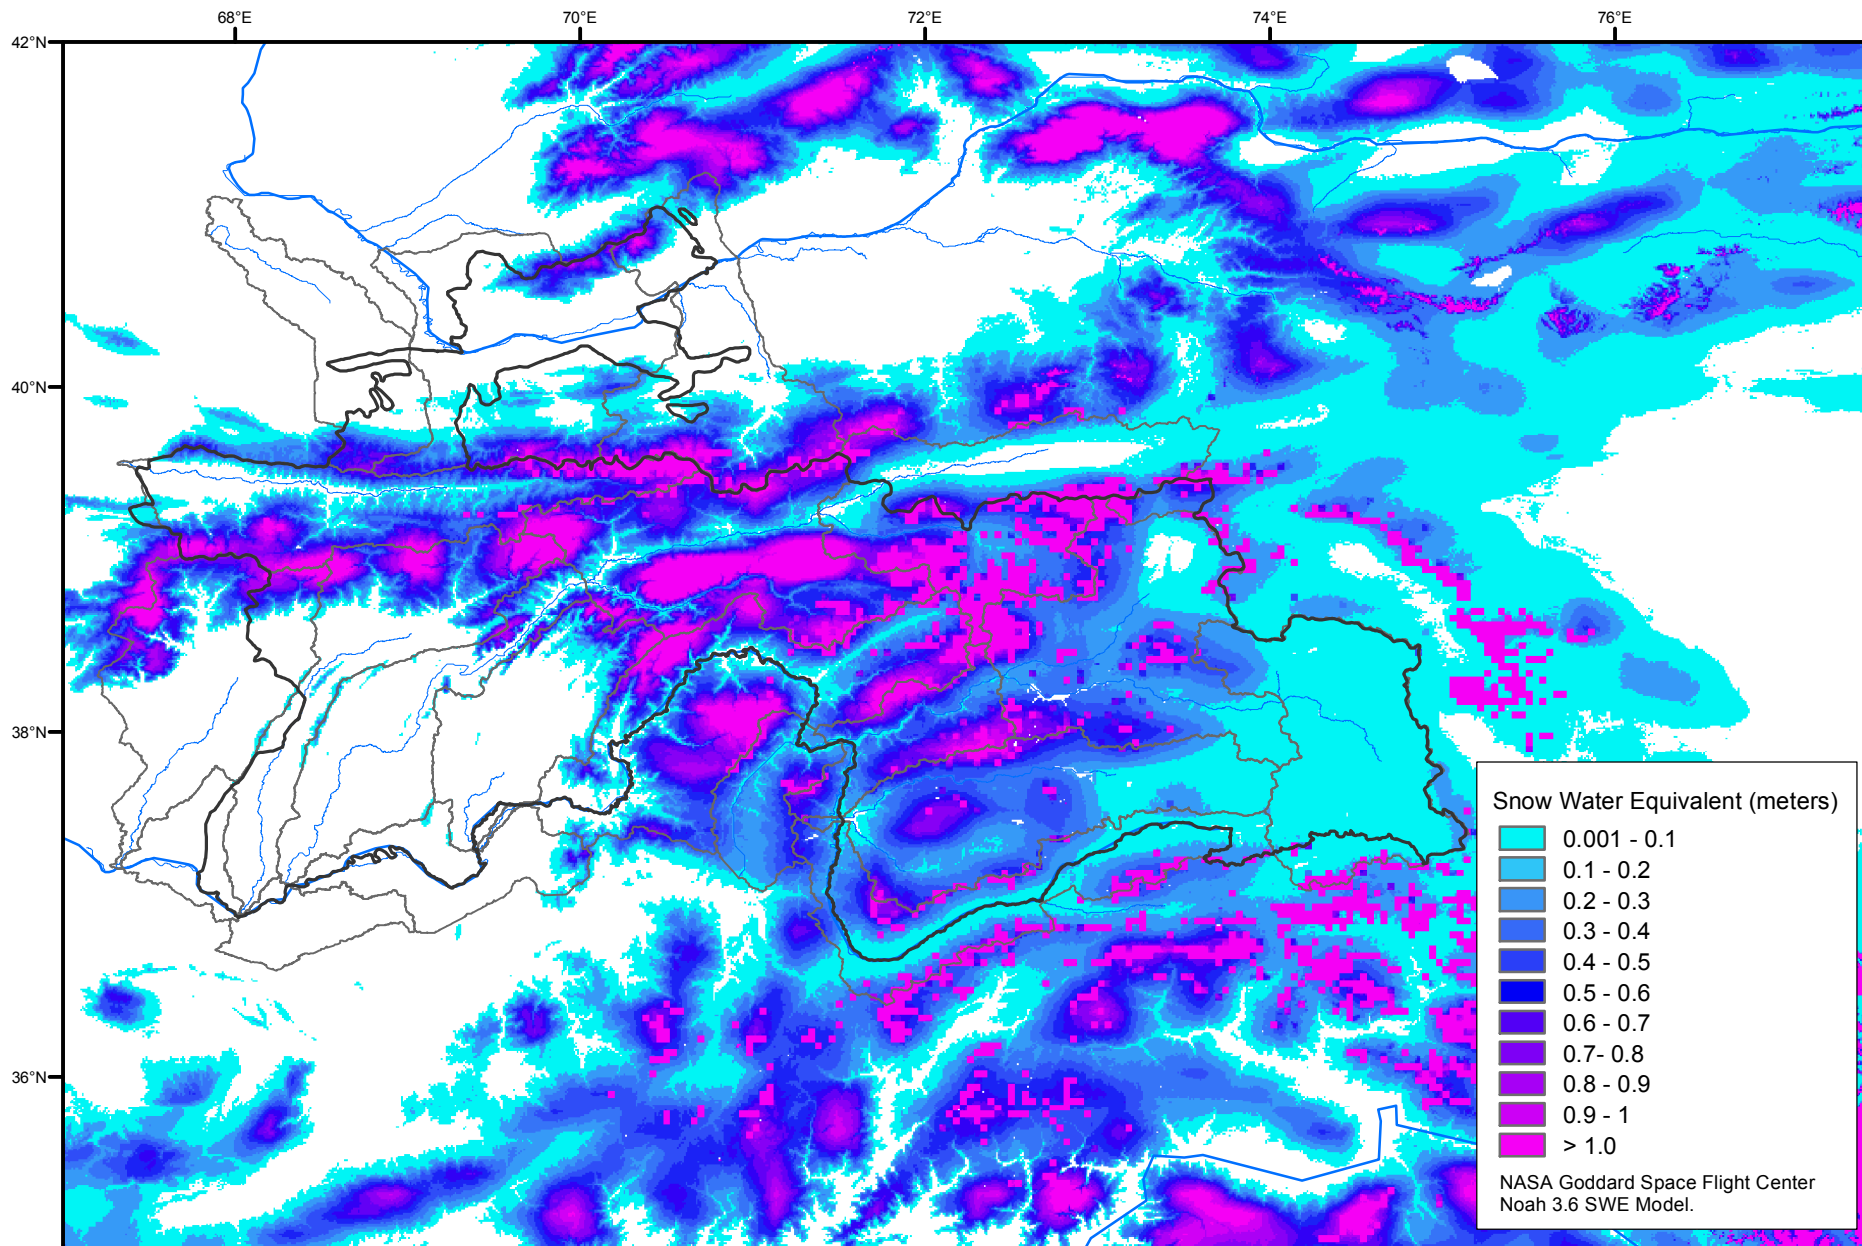 68°E 70°E 72°E 74°E 76°E
42°N
40°N
38°N
36°N
Snow Water Equivalent (meters)
0.001 - 0.1
0.1 - 0.2
0.2 - 0.3
0.3 - 0.4
0.4 - 0.5
0.5 - 0.6
0.6 - 0.7
0.7- 0.8
0.8 - 0.9
0.9 - 1
> 1.0
NASA Goddard Space Flight Center
Noah 3.6 SWE Model.